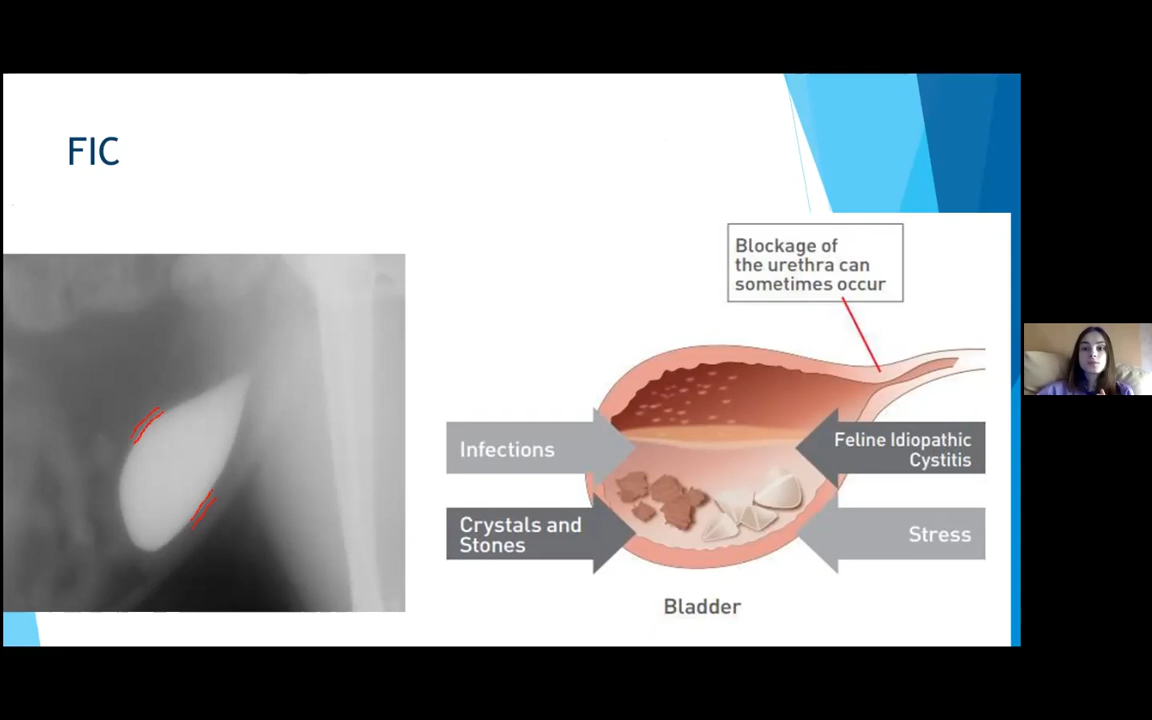 FIC
Blockage of
the urethra can
sometimes occur
Infections
Feline Idiopathic
Cystitis
Crystals and
Stones
Stress
Bladder